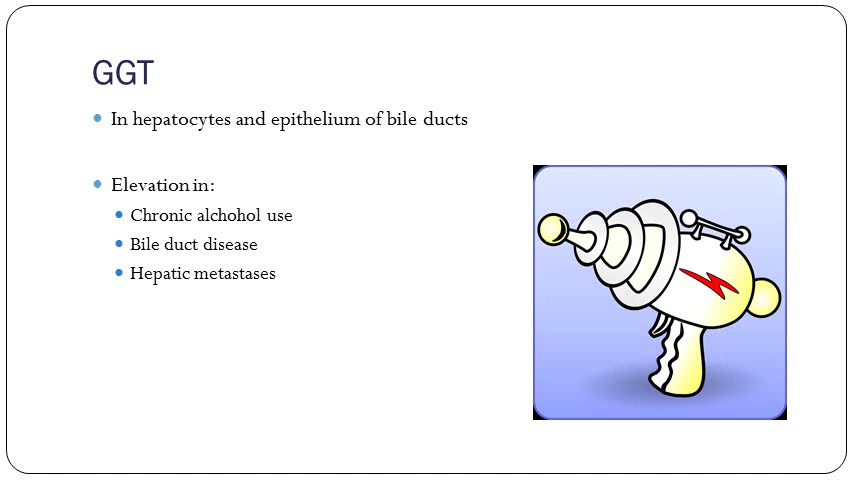 GGT
In hepatocytes and epithelium of bile ducts
Elevation in:
Chronic alchohol use
Bile duct disease
Hepatic metastases